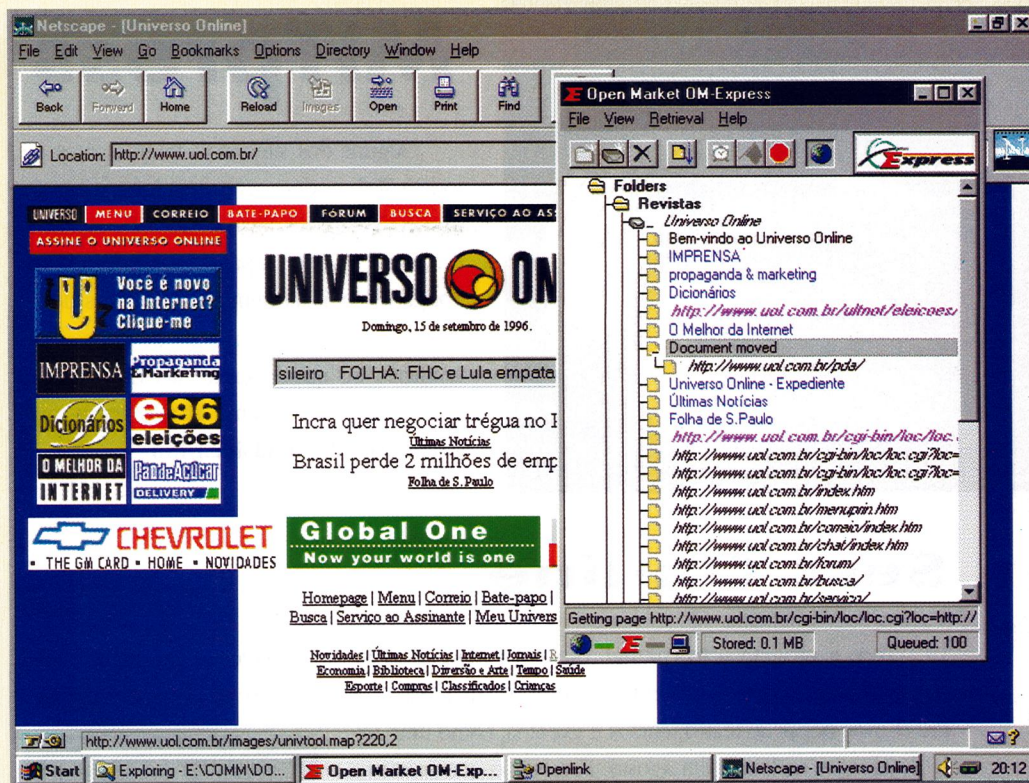 Netscape - [Universo Online]
File Edit View Go Bookmarks Options Directory Window Help
Back Forward Home Reload Images Open Print Find
Location: http://www.uol.com.br/
UNIVERSO MENU CORREIO BATE-PAPO FÓRUM BUSCA SERVIÇO AO ASS
ASSINE O UNIVERSO ONLINE
Você é novo
na Internet?
Clique-me
IMPRENSA
Propaganda
& Marketing
Dicionários
e96
eleições
O MELHOR DA
INTERNET
PãodeAçúcar
DELIVERY
UNIVERSO ON
Domingo, 15 de setembro de 1996.
sileiro FOLHA: FHC e Lula empata
Incra quer negociar trégua no
Últimas Notícias
Brasil perde 2 milhões de emp
Folha de S. Paulo
CHEVROLET
• THE GM CARD • HOME • NOVIDADES
Global One
Now your world is one
Homepage | Menu | Correio | Bate-papo |
Busca | Serviço ao Assinante | Meu Univers
Novidades | Últimas Notícias | Internet | Jornais | R
Economia | Biblioteca | Diversão e Arte | Tempo | Saúde
Esporte | Compras | Classificados | Crianças
Open Market OM-Express
File View Retrieval Help
Express
Folders
Revistas
Universo Online
Bem-vindo ao Universo Online
IMPRENSA
propaganda & marketing
Dicionários
http://www.uol.com.br/ultnot/eleicoes/
O Melhor da Internet
Document moved
http://www.uol.com.br/pda/
Universo Online - Expediente
Últimas Notícias
Folha de S.Paulo
http://www.uol.com.br/cgi-bin/loc/loc.
http://www.uol.com.br/cgi-bin/loc/loc.cgi?loc=
http://www.uol.com.br/cgi-bin/loc/loc.cgi?loc=
http://www.uol.com.br/index.htm
http://www.uol.com.br/menuprin.htm
http://www.uol.com.br/correio/index.htm
http://www.uol.com.br/chat/index.htm
http://www.uol.com.br/forum/
http://www.uol.com.br/busca/
http://www.uol.com.br/servico/
Getting page http://www.uol.com.br/cgi-bin/loc/loc.cgi?loc=http://
Stored: 0.1 MB Queued: 100
http://www.uol.com.br/images/univtool.map?220,2
Start Exploring - E:\COMM\DO... Open Market OM-Exp... Openlink Netscape - [Universo Online] 20:12